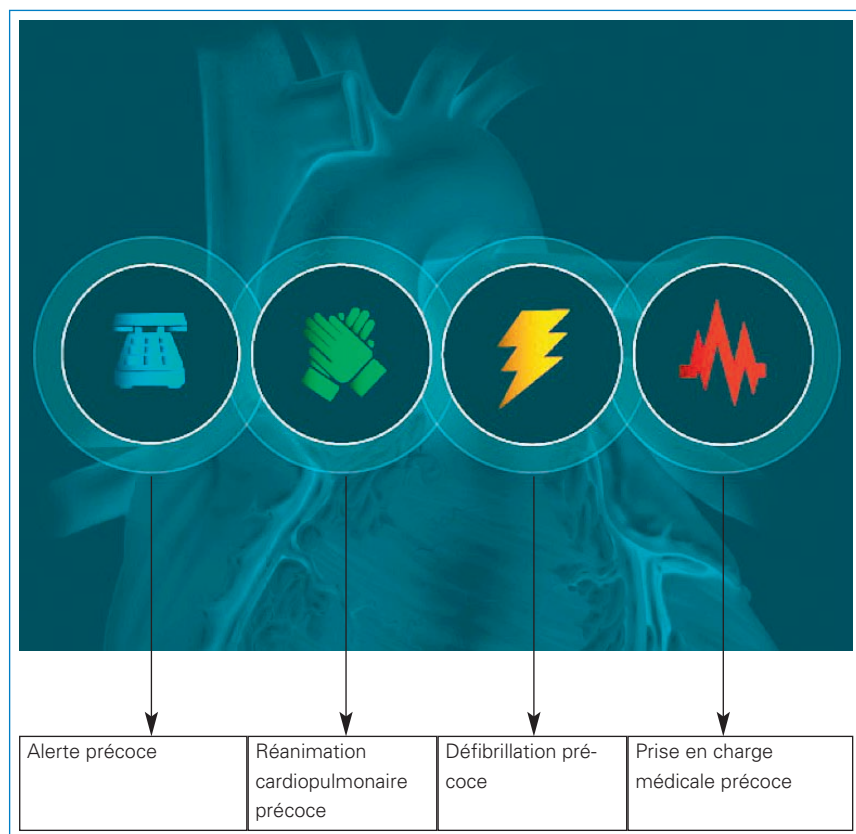 Alerte précoce
Réanimation
cardiopulmonaire
précoce
Défibrillation pré-
coce
Prise en charge
médicale précoce